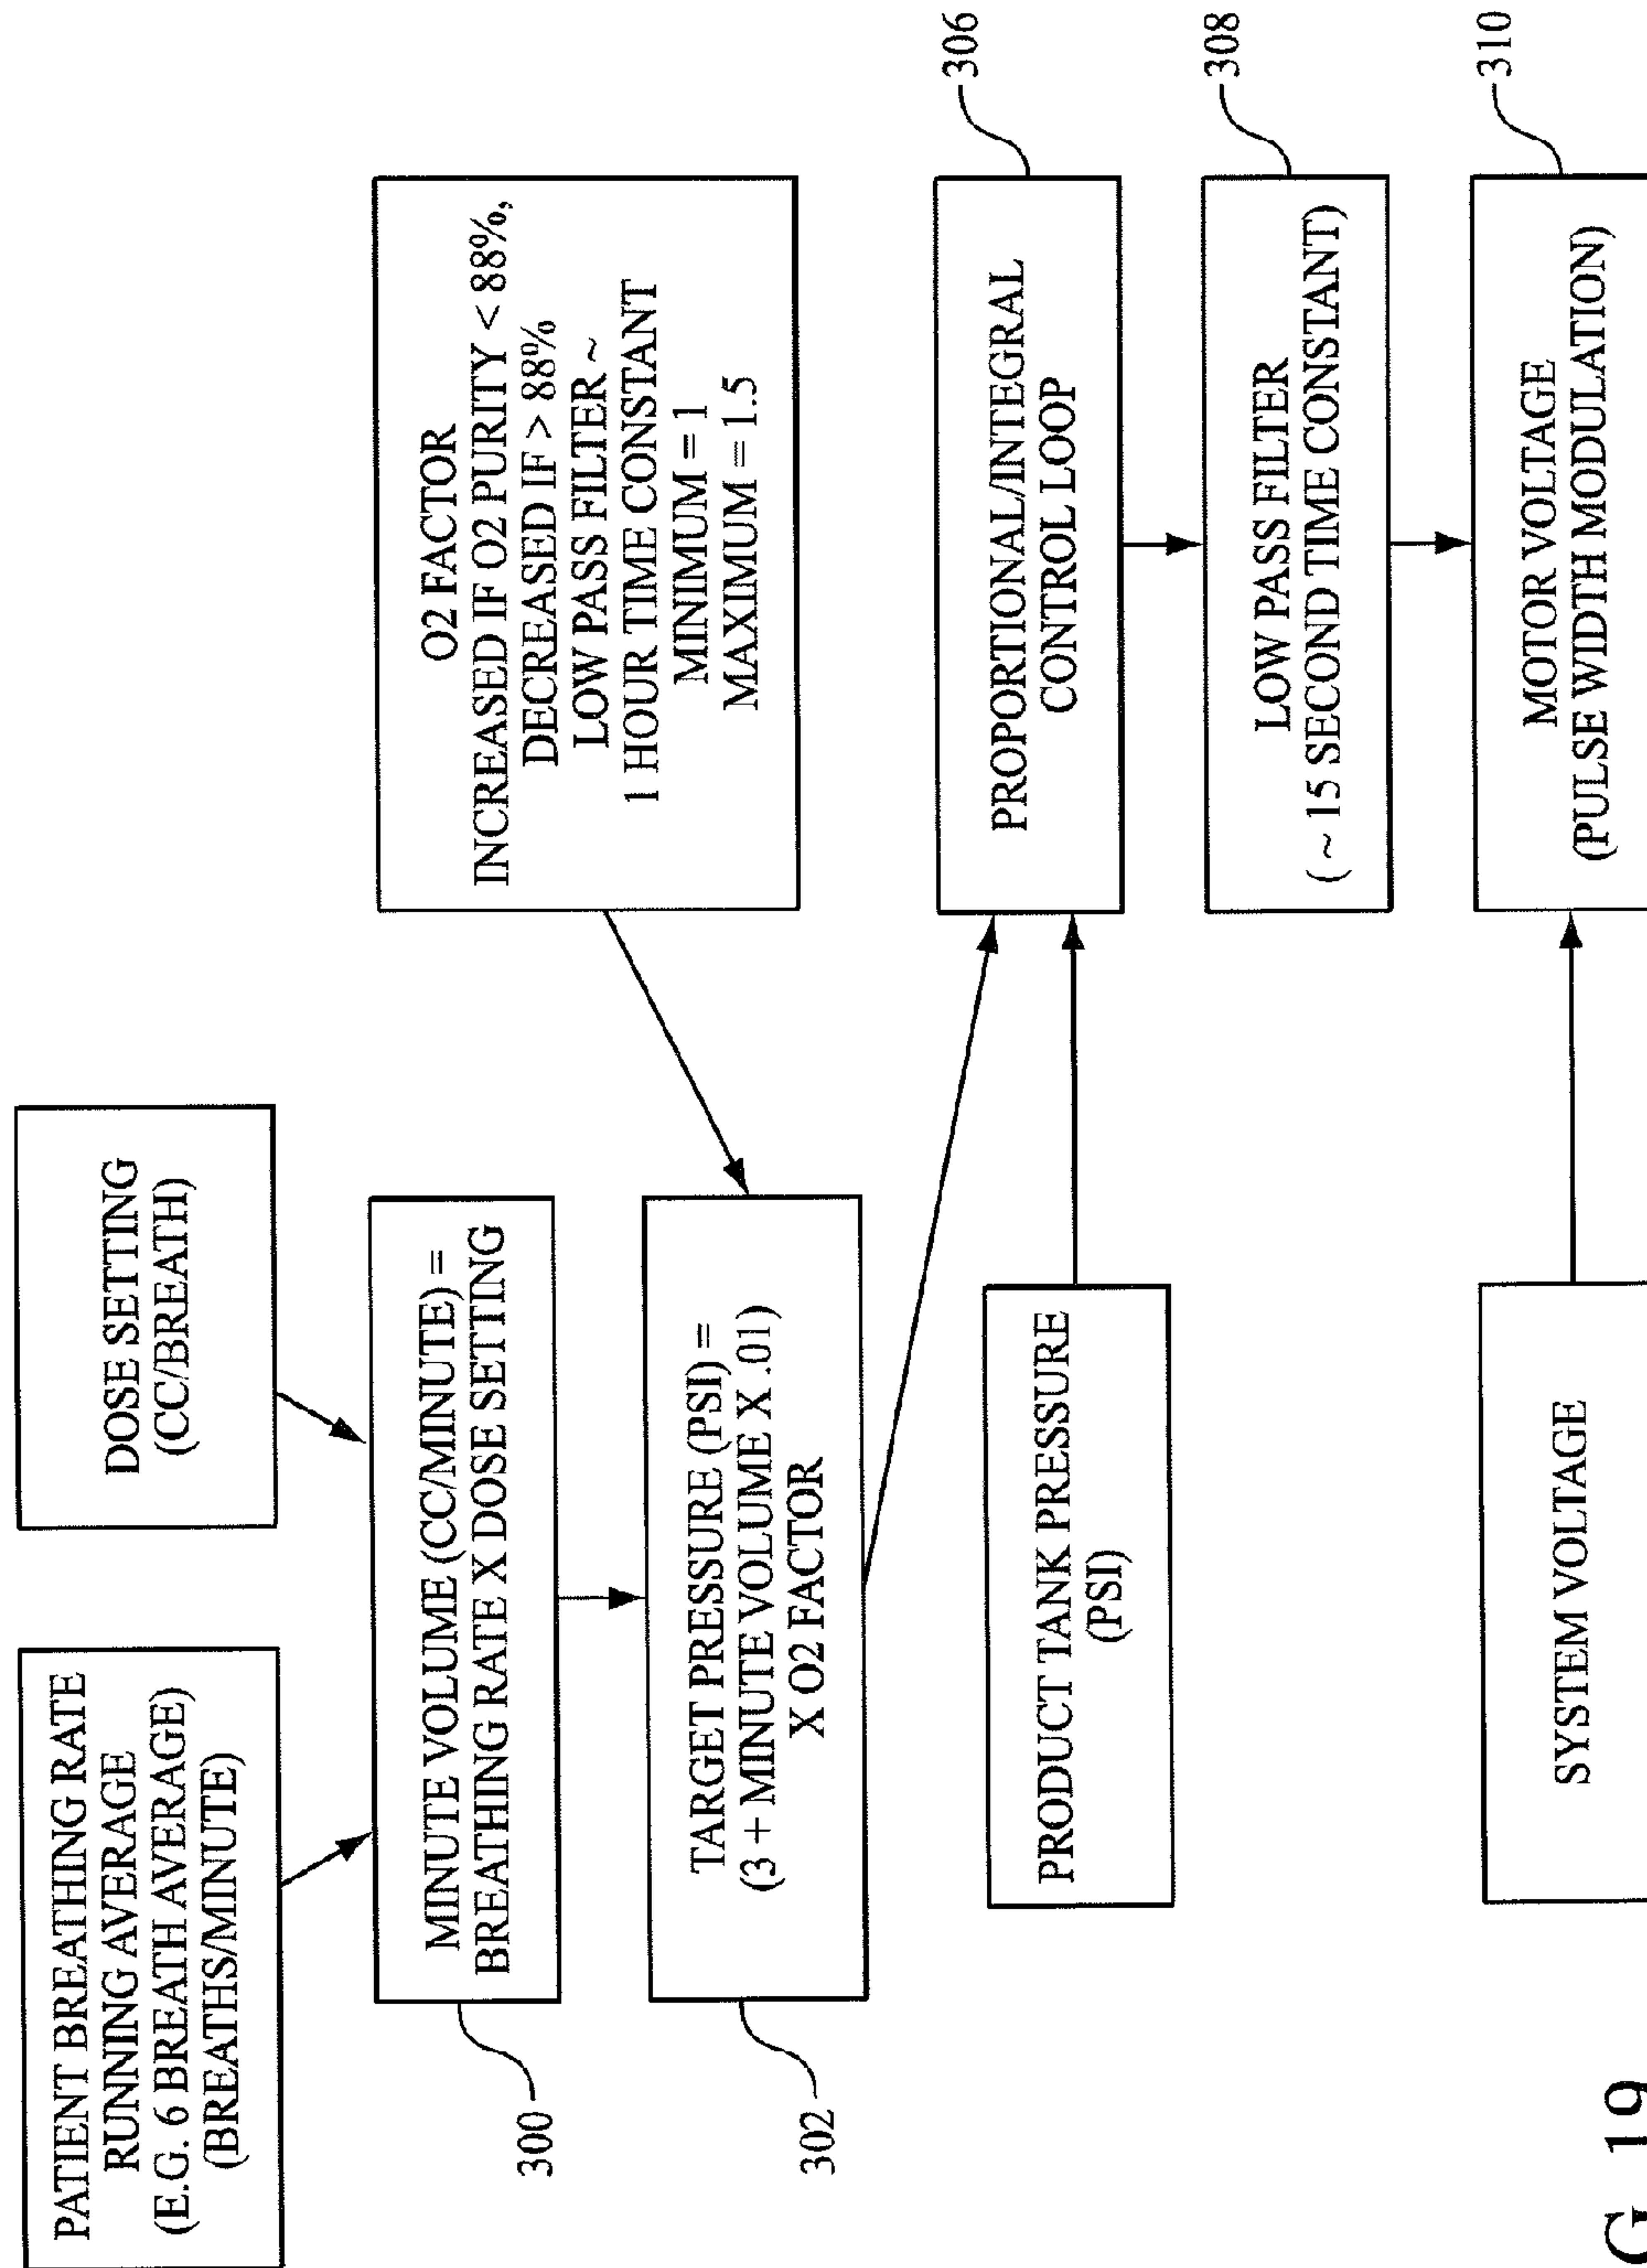 PATIENT BREATHING RATE
RUNNING AVERAGE
(E.G. 6 BREATH AVERAGE)
(BREATHS/MINUTE)
DOSE SETTING
(CC/BREATH)
MINUTE VOLUME (CC/MINUTE) =
BREATHING RATE X DOSE SETTING
300
O2 FACTOR
INCREASED IF O2 PURITY < 88%,
DECREASED IF > 88%
LOW PASS FILTER ~
1 HOUR TIME CONSTANT
MINIMUM = 1
MAXIMUM = 1.5
TARGET PRESSURE (PSI) =
(3 + MINUTE VOLUME X .01)
X O2 FACTOR
302
PRODUCT TANK PRESSURE
(PSI)
PROPORTIONAL/INTEGRAL
CONTROL LOOP
306
LOW PASS FILTER
( ~ 15 SECOND TIME CONSTANT)
308
SYSTEM VOLTAGE
MOTOR VOLTAGE
(PULSE WIDTH MODULATION)
310
G 19